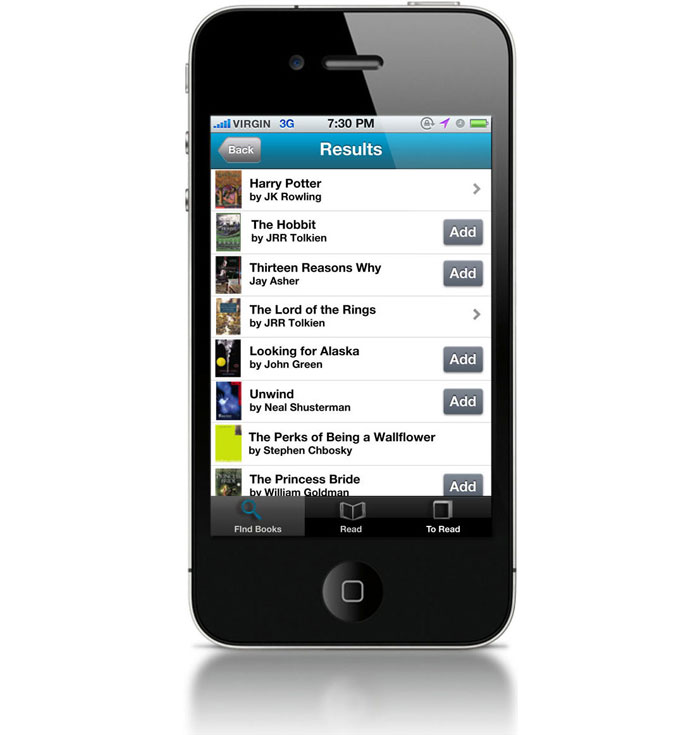 VIRGIN 3G 7:30 PM
Back Results
Harry Potter
by JK Rowling
The Hobbit
by JRR Tolkien
Add
Thirteen Reasons Why
Jay Asher
Add
The Lord of the Rings
by JRR Tolkien
Looking for Alaska
by John Green
Add
Unwind
by Neal Shusterman
Add
The Perks of Being a Wallflower
by Stephen Chbosky
The Princess Bride
by William Goldman
Add
FInd Books Read To Read